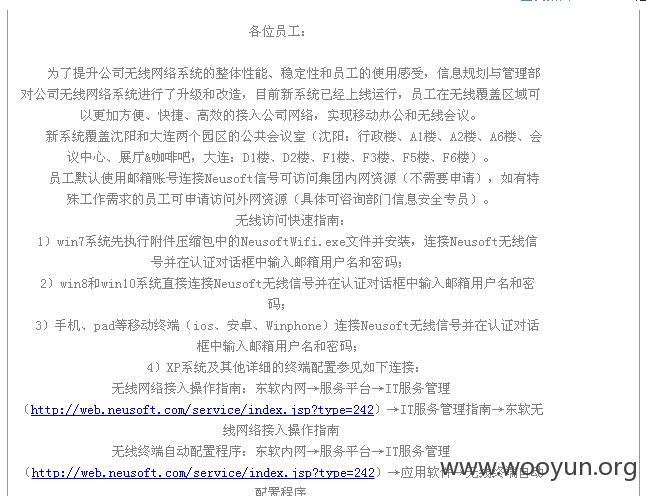 各位员工：
为了提升公司无线网络系统的整体性能、稳定性和员工的使用感受，信息规划与管理部
对公司无线网络系统进行了升级和改造，目前新系统已经上线运行，员工在无线覆盖区域可
以更加方便、快捷、高效的接入公司网络，实现移动办公和无线会议。
新系统覆盖沈阳和大连两个园区的公共会议室（沈阳：行政楼、A1楼、A2楼、A6楼、会
议中心、展厅&咖啡吧，大连：D1楼、D2楼、F1楼、F3楼、F5楼、F6楼）。
员工默认使用邮箱账号连接Neusoft信号可访问集团内网资源（不需要申请），如有特
殊工作需求的员工可申请访问外网资源（具体可咨询部门信息安全专员）。
无线访问快速指南：
1）win7系统先执行附件压缩包中的NeusoftWifi.exe文件并安装，连接Neusoft无线信
号并在认证对话框中输入邮箱用户名和密码；
2）win8和win10系统直接连接Neusoft无线信号并在认证对话框中输入邮箱用户名和密
码；
3）手机、pad等移动终端（ios、安卓、Winphone）连接Neusoft无线信号并在认证对话
框中输入邮箱用户名和密码；
4）XP系统及其他详细的终端配置参见如下连接：
无线网络接入操作指南：东软内网→服务平台→IT服务管理
（http://web.neusoft.com/service/index.jsp?type=242）→IT服务管理指南→东软无
线网络接入操作指南
无线终端自动配置程序：东软内网→服务平台→IT服务管理
（http://web.neusoft.com/service/index.jsp?type=242）→应用软件→无线终端自动
配置程序
www.wooyun.org